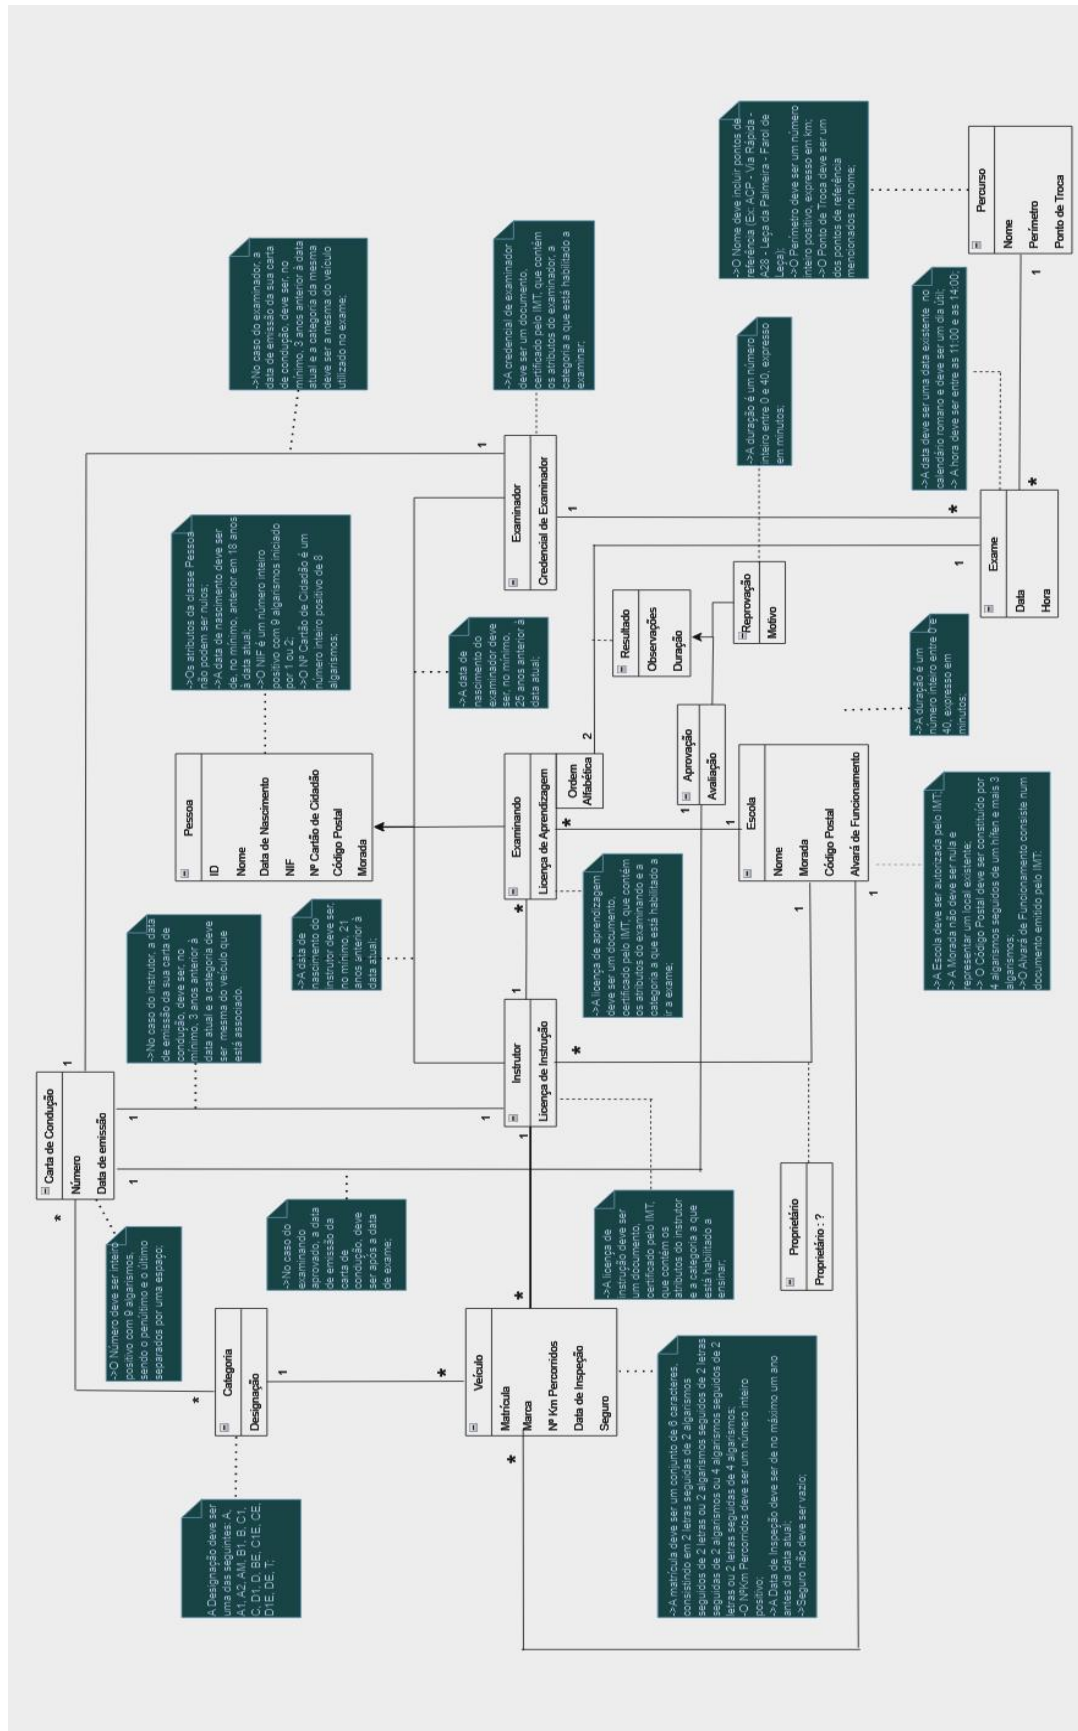 ->No caso do examinador, a
data de emissão da sua carta
de condução, deve ser, no
mínimo, 3 anos anterior à data
atual e a categoria da mesma
deve ser a mesma do veículo
utilizado no exame;
->A credencial de examinador
deve ser um documento,
certificado pelo IMT, que contém
os atributos do examinador, a
categoria a que está habilitado a
examinar;
->O Nome deve incluir pontos de
referência (Ex: ACP - Via Rápida -
A28 - Leça da Palmeira - Farol de
Leça);
->O Perímetro deve ser um número
inteiro positivo, expresso em km;
->O Ponto de Troca deve ser um
dos pontos de referência
mencionados no nome;
Percurso
Nome
Perímetro
Ponto de Troca
1
->A data deve ser uma data existente no
calendário romano e deve ser um dia útil;
-> A hora deve ser entre as 11:00 e as 14:00;
->A duração é um número
inteiro entre 0 e 40, expresso
em minutos;
1
Examinador
Credencial de Examinador
1
->Os atributos da classe Pessoa
não podem ser nulos;
->A data de nascimento deve ser
de, no mínimo, anterior em 18 anos
à data atual;
->O NIF é um número inteiro
positivo com 9 algarismos iniciado
por 1 ou 2;
->O Nº Cartão de Cidadão é um
número inteiro positivo de 8
algarismos;
->A data de
nascimento do
examinador deve
ser, no mínimo,
25 anos anterior à
data atual;
Resultado
Observações
Duração
Reprovação
Motivo
*
*
1
Exame
Data
Hora
Pessoa
ID
Nome
Data de Nascimento
NIF
Nº Cartão de Cidadão
Código Postal
Morada
Examinando
Licença de Aprendizagem
Ordem
Alfabética
2
*
Aprovação
Avaliação
1
1
Escola
Nome
Morada
Código Postal
Alvará de Funcionamento
1
1
->A duração é um
número inteiro entre 0 e
40, expresso em
minutos;
->No caso do instrutor, a data
de emissão da sua carta de
condução, deve ser, no
mínimo, 3 anos anterior à
data atual e a categoria deve
ser mesma do veículo que
está associado.
->A data de
nascimento do
instrutor deve ser,
no mínimo, 21
anos anterior à
data atual;
*
1
->A licença de aprendizagem
deve ser um documento,
certificado pelo IMT, que contém
os atributos do examinando e a
categoria a que está habilitado a
ir a exame;
->A Escola deve ser autorizada pelo IMT;
-> A Morada não deve ser nula e
representar um local existente;
-> O Código Postal deve ser constituído por
4 algarismos seguidos de um hífen e mais 3
algarismos;
->O Alvará de Funcionamento consiste num
documento emitido pelo IMT;
Carta de Condução
Número
Data de emissão
1
1
1
*
Instrutor
Licença de Instrução
1
1
*
->O Número deve ser inteiro
positivo com 9 algarismos,
sendo o penúltimo e o último
separados por uma espaço;
->No caso do
examinando
aprovado, a data
de emissão da
carta de
condução, deve
ser após a data
de exame;
->A licença de
instrução deve ser
um documento,
certificado pelo IMT,
que contém os
atributos do instrutor
e a categoria a que
está habilitado a
ensinar;
Proprietário
Proprietário : ?
*
Categoria
Designação
1
*
*
Veículo
Matrícula
Marca
Nº Km Percorridos
Data de Inspeção
Seguro
*
A Designação deve ser
uma das seguintes: A,
A1, A2, AM, B1, B, C1,
C, D1, D, BE, C1E, CE,
D1E, DE, T;
->A matrícula deve ser um conjunto de 6 caracteres,
consistindo em 2 letras seguidas de 2 algarismos
seguidos de 2 letras ou 2 algarismos seguidos de 2 letras
seguidas de 2 algarismos ou 4 algarismos seguidos de 2
letras ou 2 letras seguidas de 4 algarismos;
-O NºKm Percorridos deve ser um número inteiro
positivo;
->A Data de Inspeção deve ser de no máximo um ano
antes da data atual;
->Seguro não deve ser vazio;